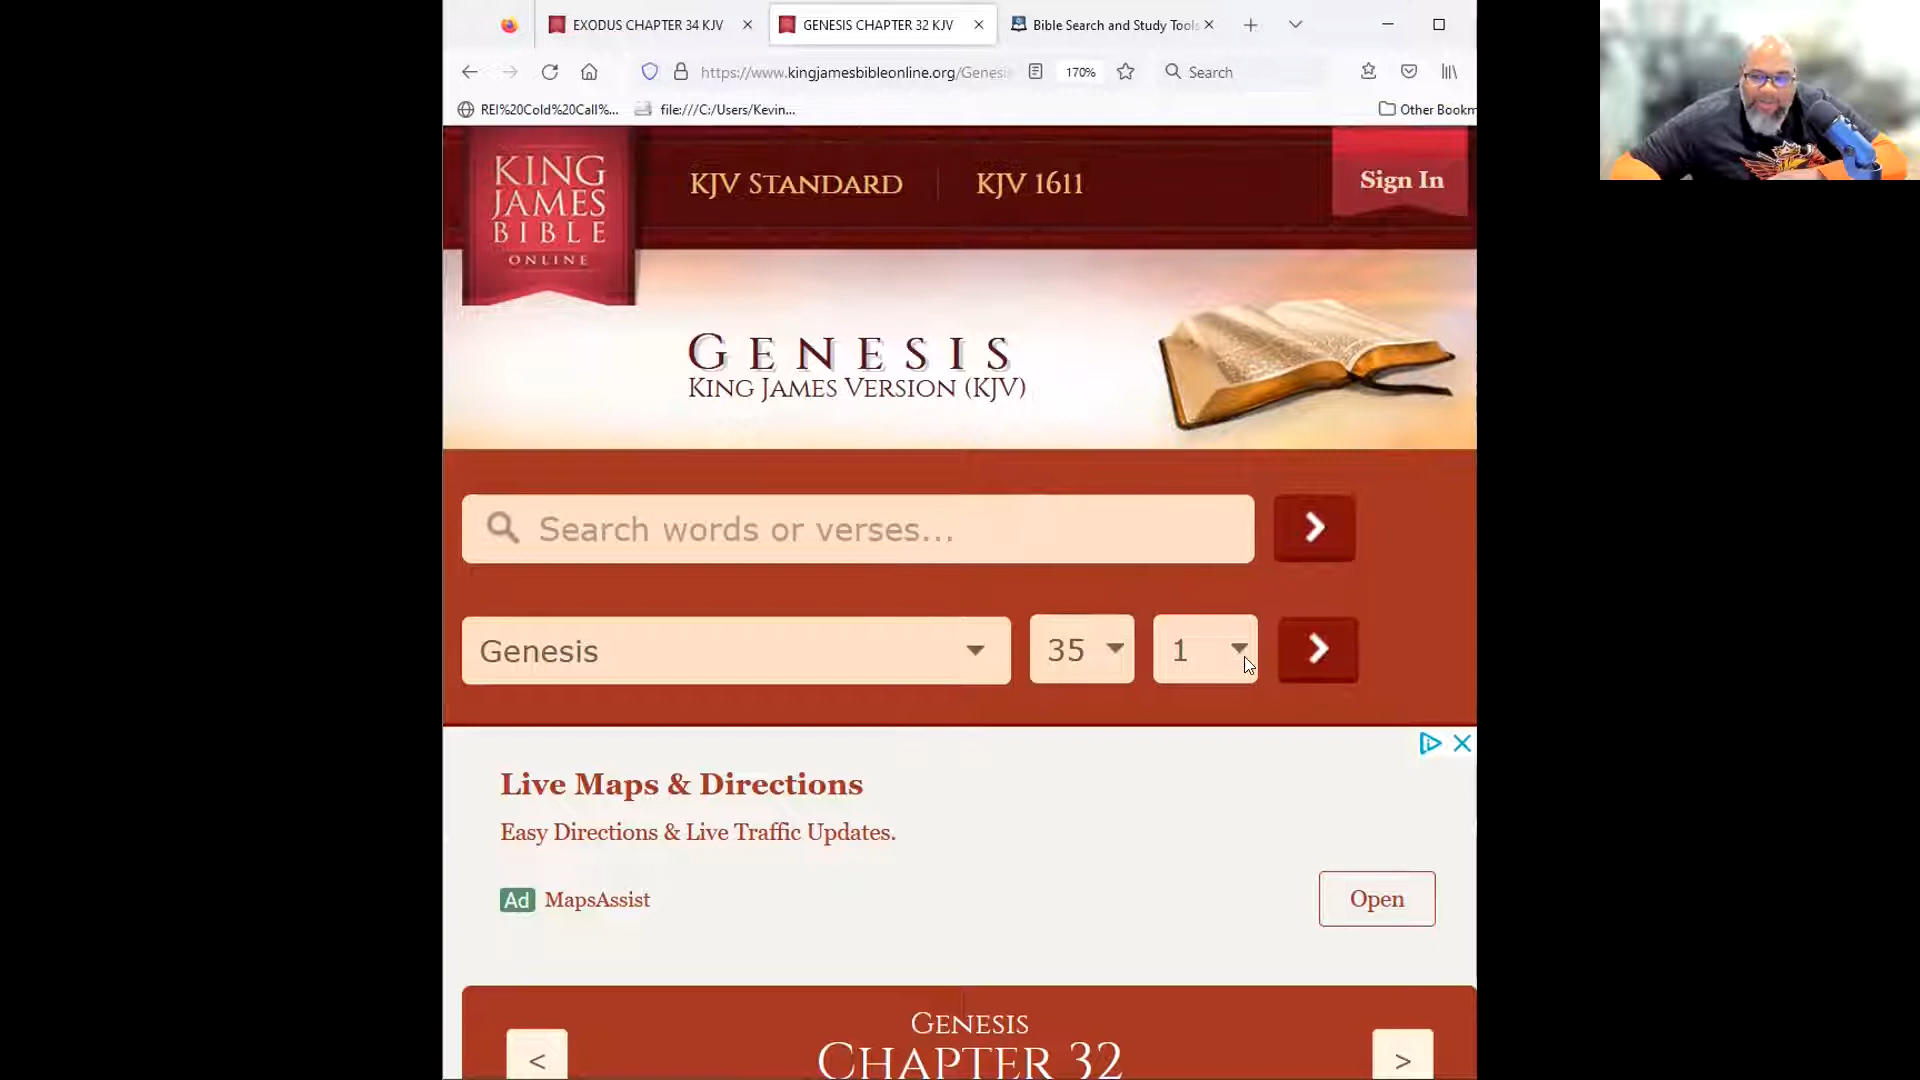 EXODUS CHAPTER 34 KJV
GENESIS CHAPTER 32 KJV
Bible Search and Study Tools
https://www.kingjamesbibleonline.org/Genesi
170%
Search
REI%20Cold%20Call%...
file:///C:/Users/Kevin...
Other Bookm
KING
JAMES
BIBLE
ONLINE
KJV STANDARD
KJV 1611
Sign In
GENESIS
KING JAMES VERSION (KJV)
Search words or verses...
Genesis
35
1
Live Maps & Directions
Easy Directions & Live Traffic Updates.
Ad MapsAssist
Open
GENESIS
<
CHAPTER 32
>